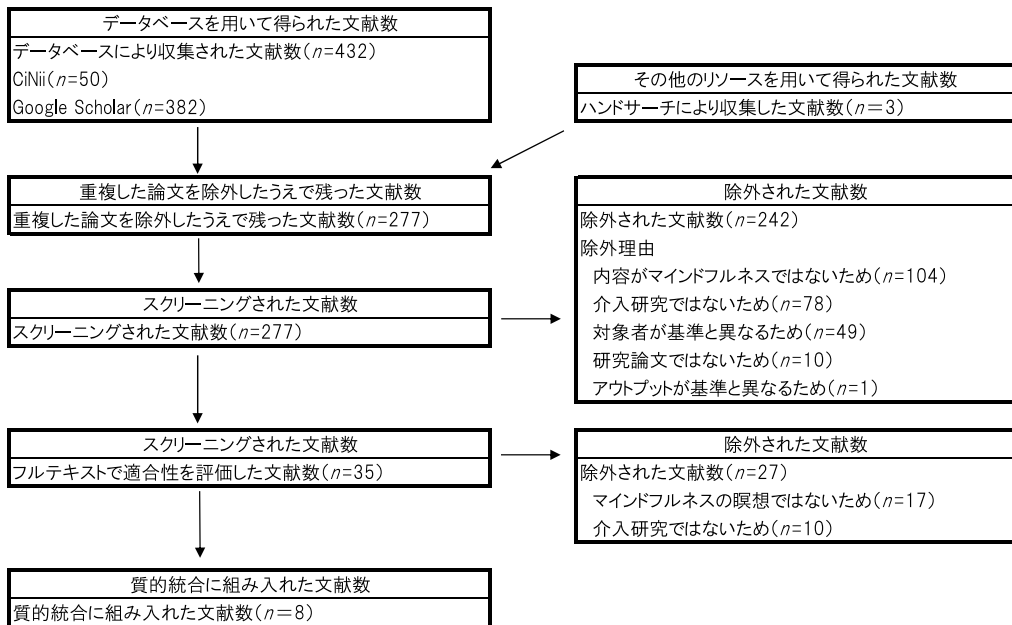 データベースを用いて得られた文献数
データベースにより収集された文献数(n=432)
CiNii(n=50)
Google Scholar(n=382)
その他のリソースを用いて得られた文献数
ハンドサーチにより収集した文献数(n＝3)
重複した論文を除外したうえで残った文献数
重複した論文を除外したうえで残った文献数(n=277)
スクリーニングされた文献数
スクリーニングされた文献数(n=277)
除外された文献数
除外された文献数(n=242)
除外理由
内容がマインドフルネスではないため(n=104)
介入研究ではないため(n=78)
対象者が基準と異なるため(n=49)
研究論文ではないため(n=10)
アウトプットが基準と異なるため(n=1)
スクリーニングされた文献数
フルテキストで適合性を評価した文献数(n=35)
除外された文献数
除外された文献数(n=27)
マインドフルネスの瞑想ではないため(n=17)
介入研究ではないため(n=10)
質的統合に組み入れた文献数
質的統合に組み入れた文献数(n＝8)